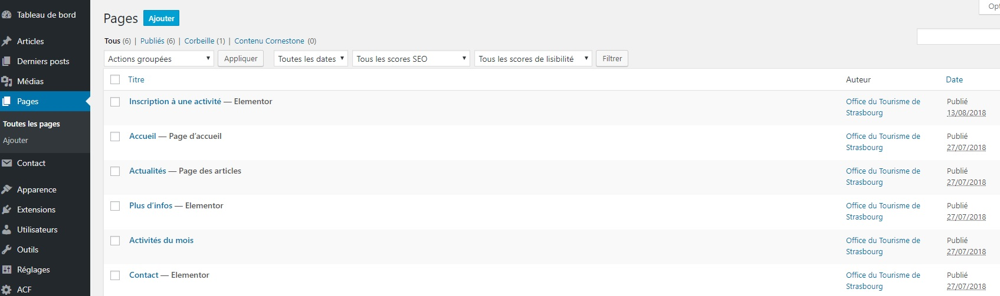 Tableau de bord
Articles
Derniers posts
Médias
Pages
Toutes les pages
Ajouter
Contact
Apparence
Extensions
Utilisateurs
Outils
Réglages
ACF
Pages Ajouter
Tous (6) | Publiés (6) | Corbeille (1) | Contenu Cornestone (0)
Actions groupées Appliquer Toutes les dates Tous les scores SEO Tous les scores de lisibilité Filtrer
Titre Auteur Date
Inscription à une activité — Elementor Office du Tourisme de Publié
Strasbourg 13/08/2018
Accueil — Page d’accueil Office du Tourisme de Publié
Strasbourg 27/07/2018
Actualités — Page des articles Office du Tourisme de Publié
Strasbourg 27/07/2018
Plus d’infos — Elementor Office du Tourisme de Publié
Strasbourg 27/07/2018
Activités du mois Office du Tourisme de Publié
Strasbourg 27/07/2018
Contact — Elementor Office du Tourisme de Publié
Strasbourg 27/07/2018